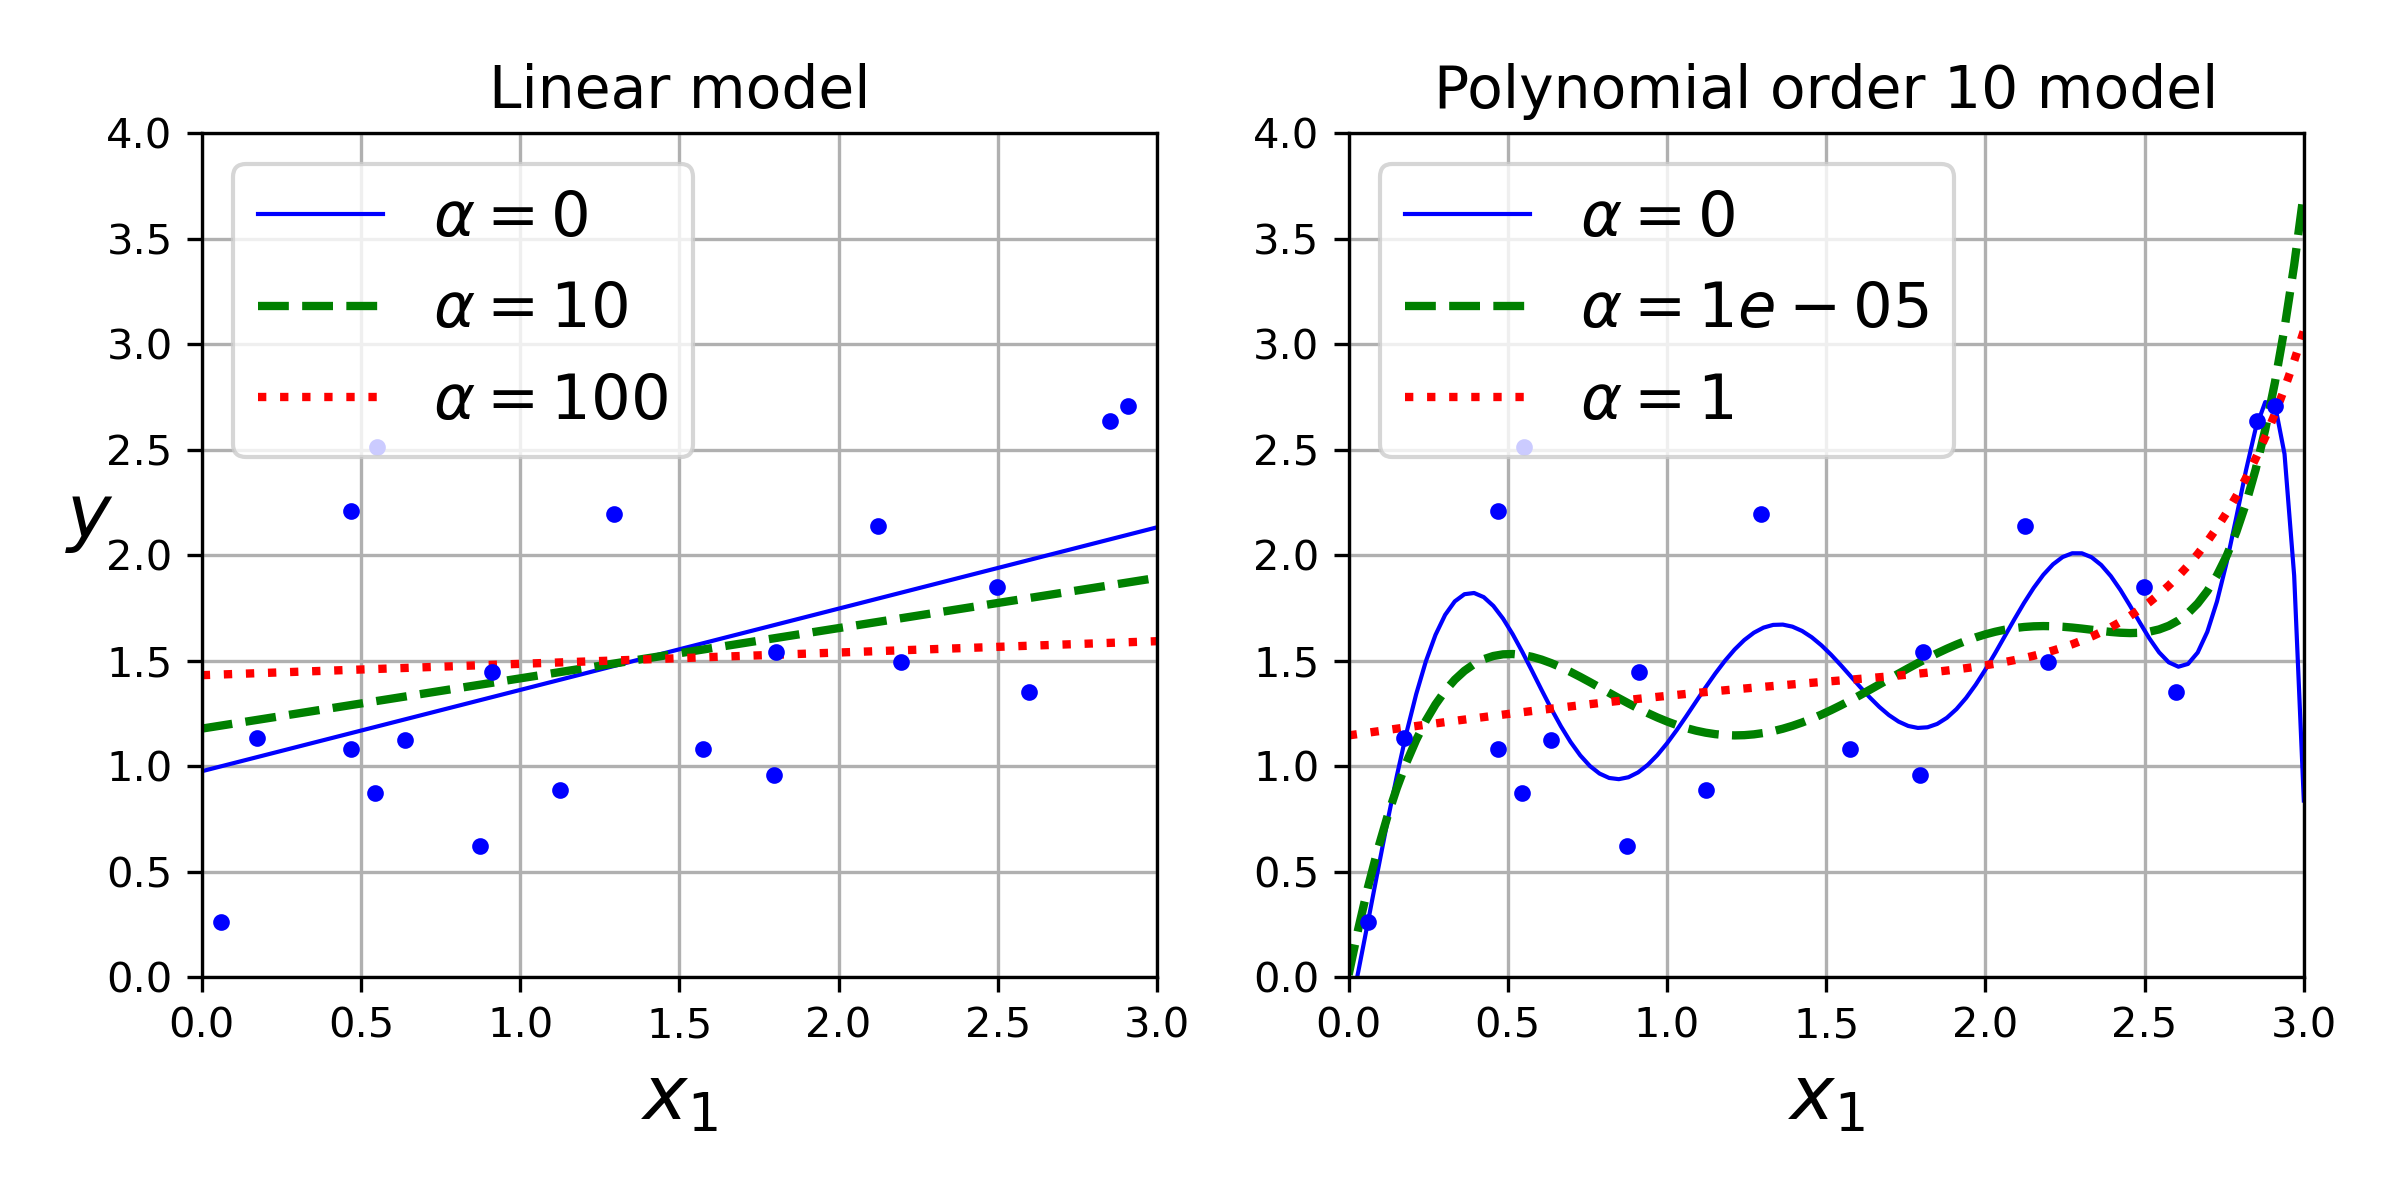 Linear model
4.0
3.5
3.0
2.5
2.0
1.5
1.0
0.5
0.0
y
α = 0
α = 10
α = 100
0.0 0.5 1.0 1.5 2.0 2.5 3.0
x₁
Polynomial order 10 model
4.0
3.5
3.0
2.5
2.0
1.5
1.0
0.5
0.0
α = 0
α = 1e − 05
α = 1
0.0 0.5 1.0 1.5 2.0 2.5 3.0
x₁